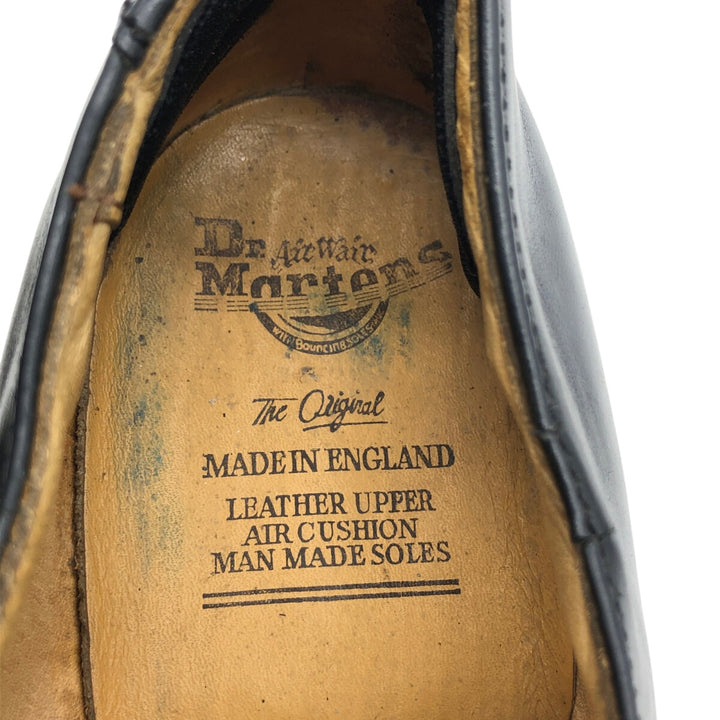 Dr. AirWair
Martens
WITH BOUNCING SOLES
The Original
MADE IN ENGLAND
LEATHER UPPER
AIR CUSHION
MAN MADE SOLES